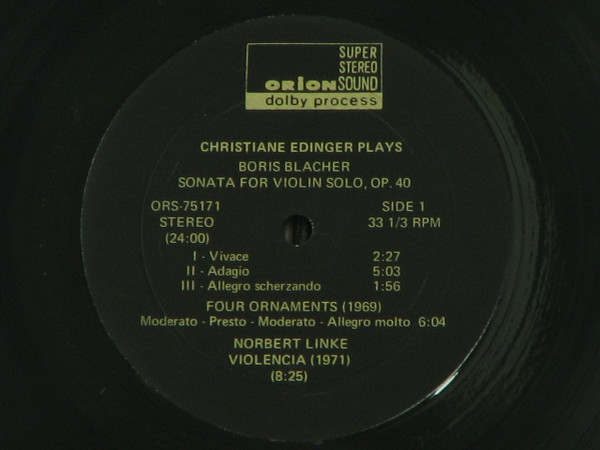 SUPER
STEREO
ORION SOUND
dolby process
CHRISTIANE EDINGER PLAYS
BORIS BLACHER
SONATA FOR VIOLIN SOLO, OP. 40
ORS-75171 SIDE 1
STEREO 33 1/3 RPM
(24:00)
I - Vivace 2:27
II - Adagio 5:03
III - Allegro scherzando 1:56
FOUR ORNAMENTS (1969)
Moderato - Presto - Moderato - Allegro molto 6:04
NORBERT LINKE
VIOLENCIA (1971)
(8:25)